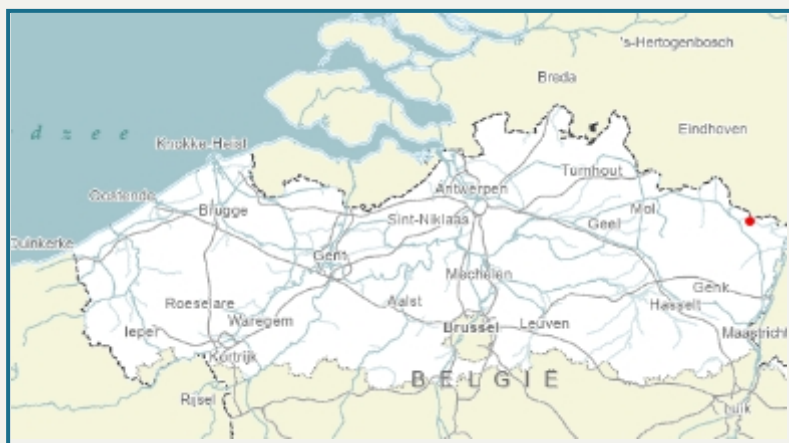 's-Hertogenbosch
Breda
Eindhoven
d z e e
Knokke-Heist
Turnhout
Antwerpen
Oostende
Brugge
Sint-Niklaas
Geel
Mol
Duinkerke
Gent
Mechelen
Genk
Roeselare
Aalst
Hasselt
Ieper
Waregem
Brussel
Leuven
Maastricht
Kortrijk
BELGIË
Rijsel
Luik